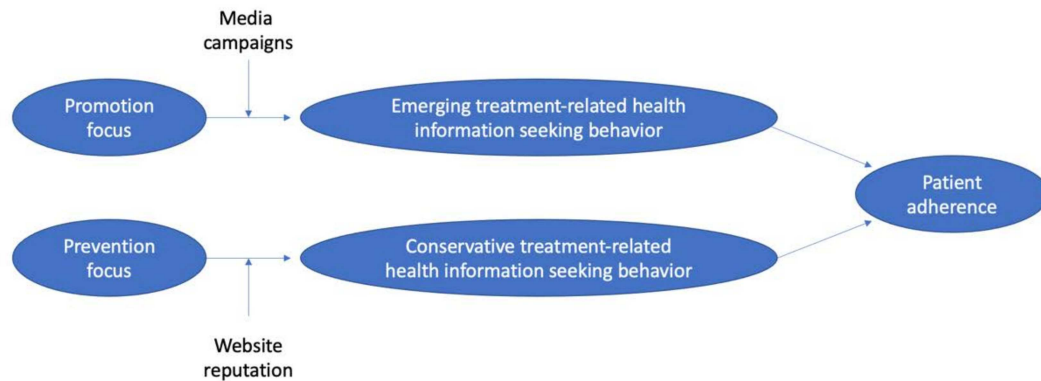 Media
campaigns
Promotion
focus
Emerging treatment-related health
information seeking behavior
Patient
adherence
Prevention
focus
Conservative treatment-related
health information seeking behavior
Website
reputation